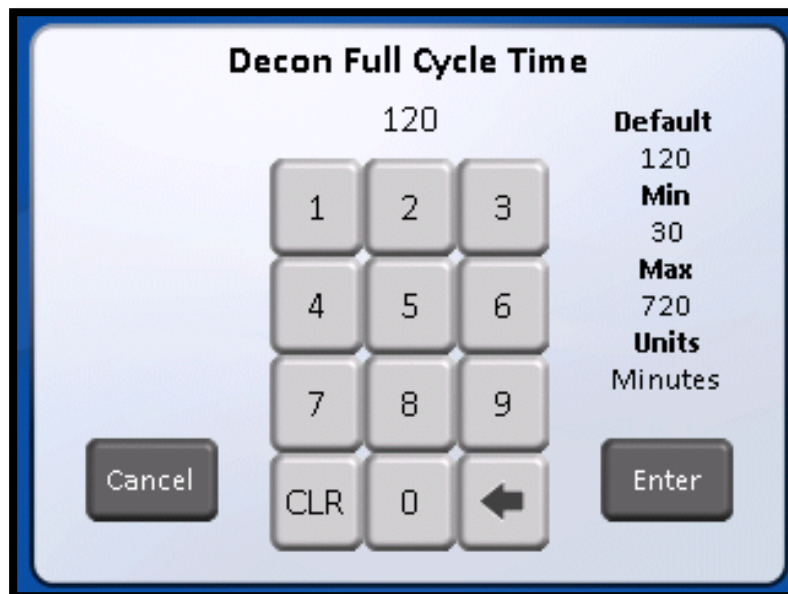 Decon Full Cycle Time
120
1 2 3
4 5 6
7 8 9
CLR 0
Cancel
Default
120
Min
30
Max
720
Units
Minutes
Enter